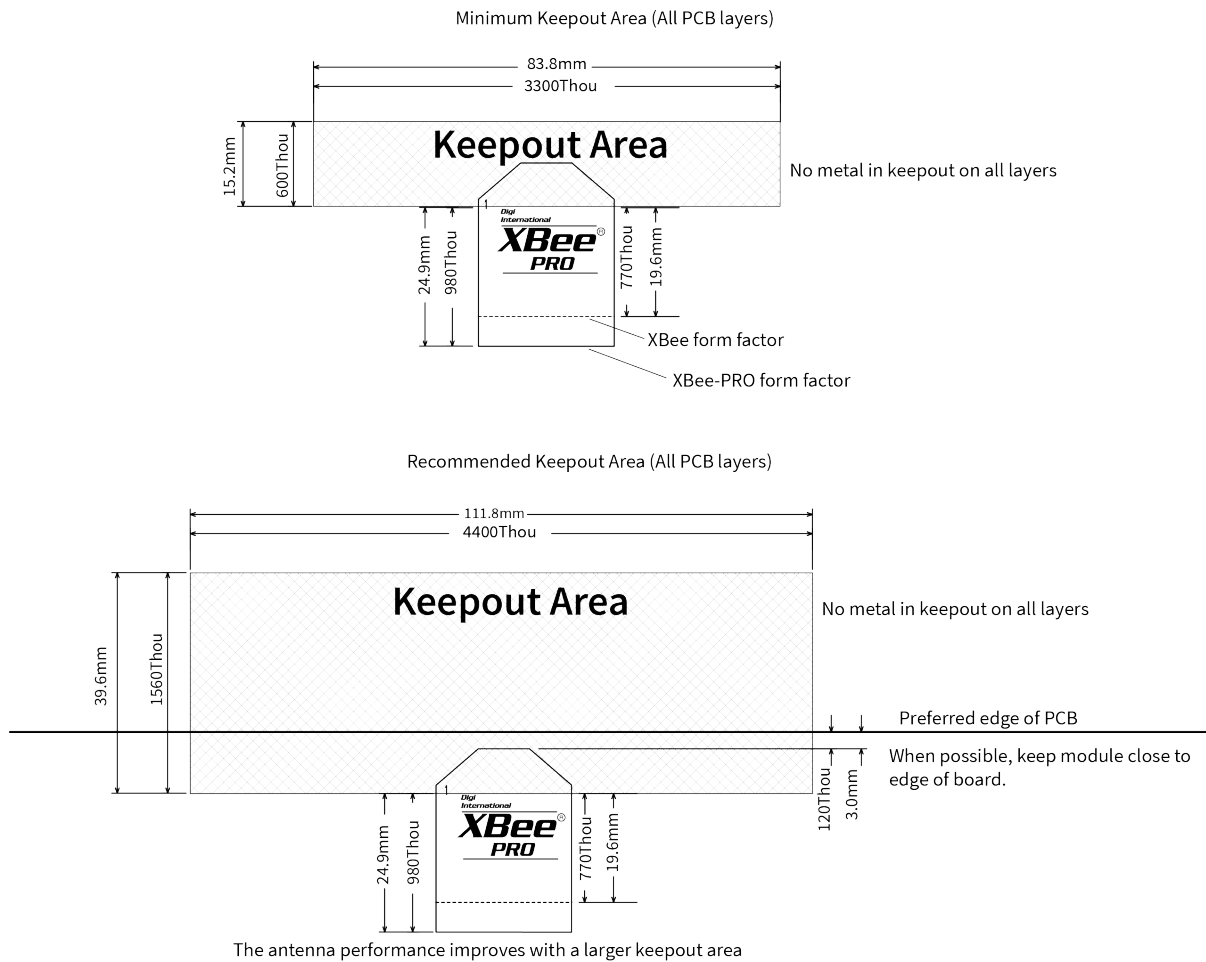 Minimum Keepout Area (All PCB layers)
83.8mm
3300Thou
Keepout Area
15.2mm
600Thou
No metal in keepout on all layers
1
Digi
International
XBee®
PRO
24.9mm
980Thou
770Thou
19.6mm
XBee form factor
XBee-PRO form factor
Recommended Keepout Area (All PCB layers)
111.8mm
4400Thou
Keepout Area
No metal in keepout on all layers
39.6mm
1560Thou
Preferred edge of PCB
When possible, keep module close to
edge of board.
120Thou
3.0mm
1
Digi
International
XBee®
PRO
24.9mm
980Thou
770Thou
19.6mm
The antenna performance improves with a larger keepout area